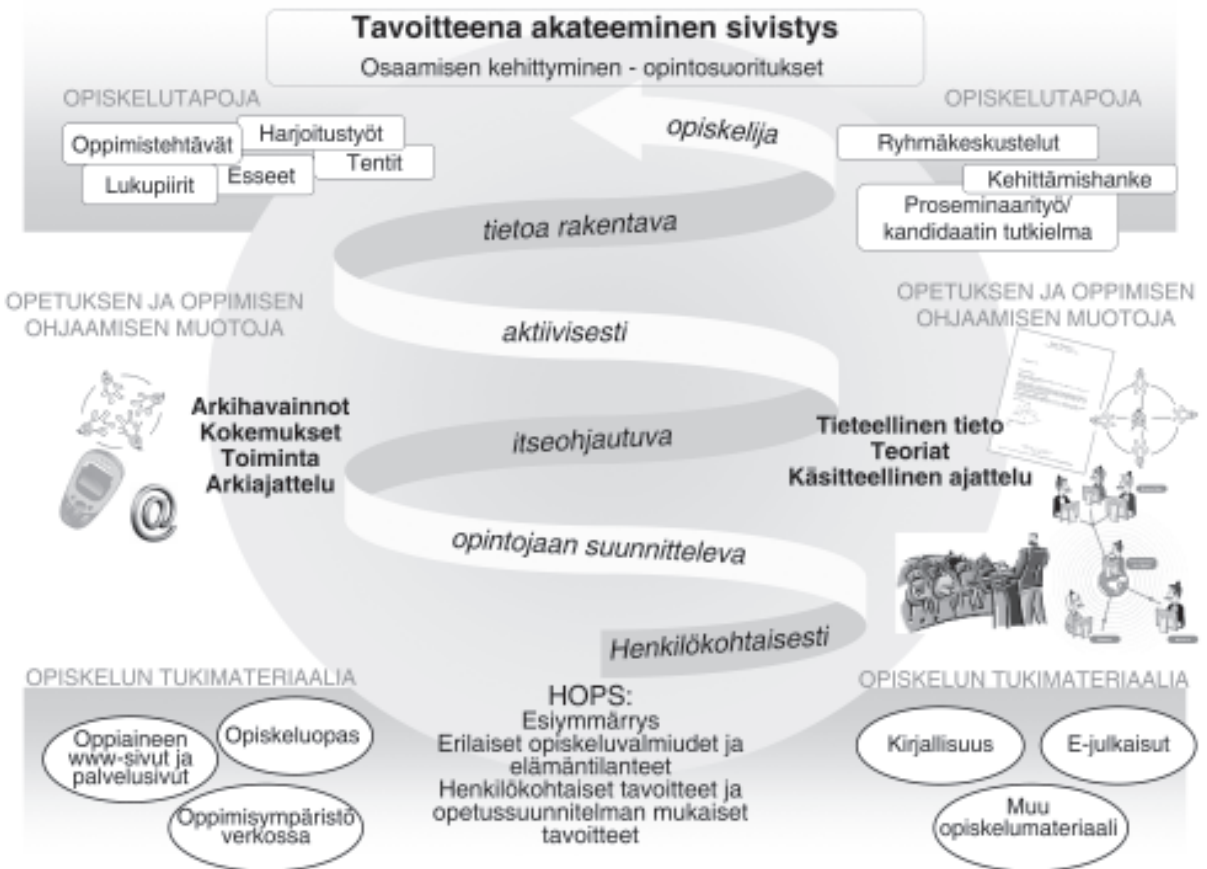 Tavoitteena akateeminen sivistys
Osaamisen kehittyminen - opintosuoritukset
OPISKELUTAPOJA
Oppimistehtävät
Harjoitustyöt
Lukupiirit
Esseet
Tentit
OPISKELUTAPOJA
Ryhmäkeskustelut
Kehittämishanke
Proseminaarityö/
kandidaatin tutkielma
opiskelija
tietoa rakentava
aktiivisesti
itseohjautuva
opintojaan suunnitteleva
Henkilökohtaisesti
OPETUKSEN JA OPPIMISEN
OHJAAMISEN MUOTOJA
Arkihavainnot
Kokemukset
Toiminta
Arkiajattelu
@
OPETUKSEN JA OPPIMISEN
OHJAAMISEN MUOTOJA
Tieteellinen tieto
Teoriat
Käsitteellinen ajattelu
OPISKELUN TUKIMATERIAALIA
Oppiaineen
www-sivut ja
palvelusivut
Opiskeluopas
Oppimisympäristö
verkossa
HOPS:
Esiymmärrys
Erilaiset opiskeluvalmiudet ja
elämäntilanteet
Henkilökohtaiset tavoitteet ja
opetussuunnitelman mukaiset
tavoitteet
OPISKELUN TUKIMATERIAALIA
Kirjallisuus
E-julkaisut
Muu
opiskelumateriaali